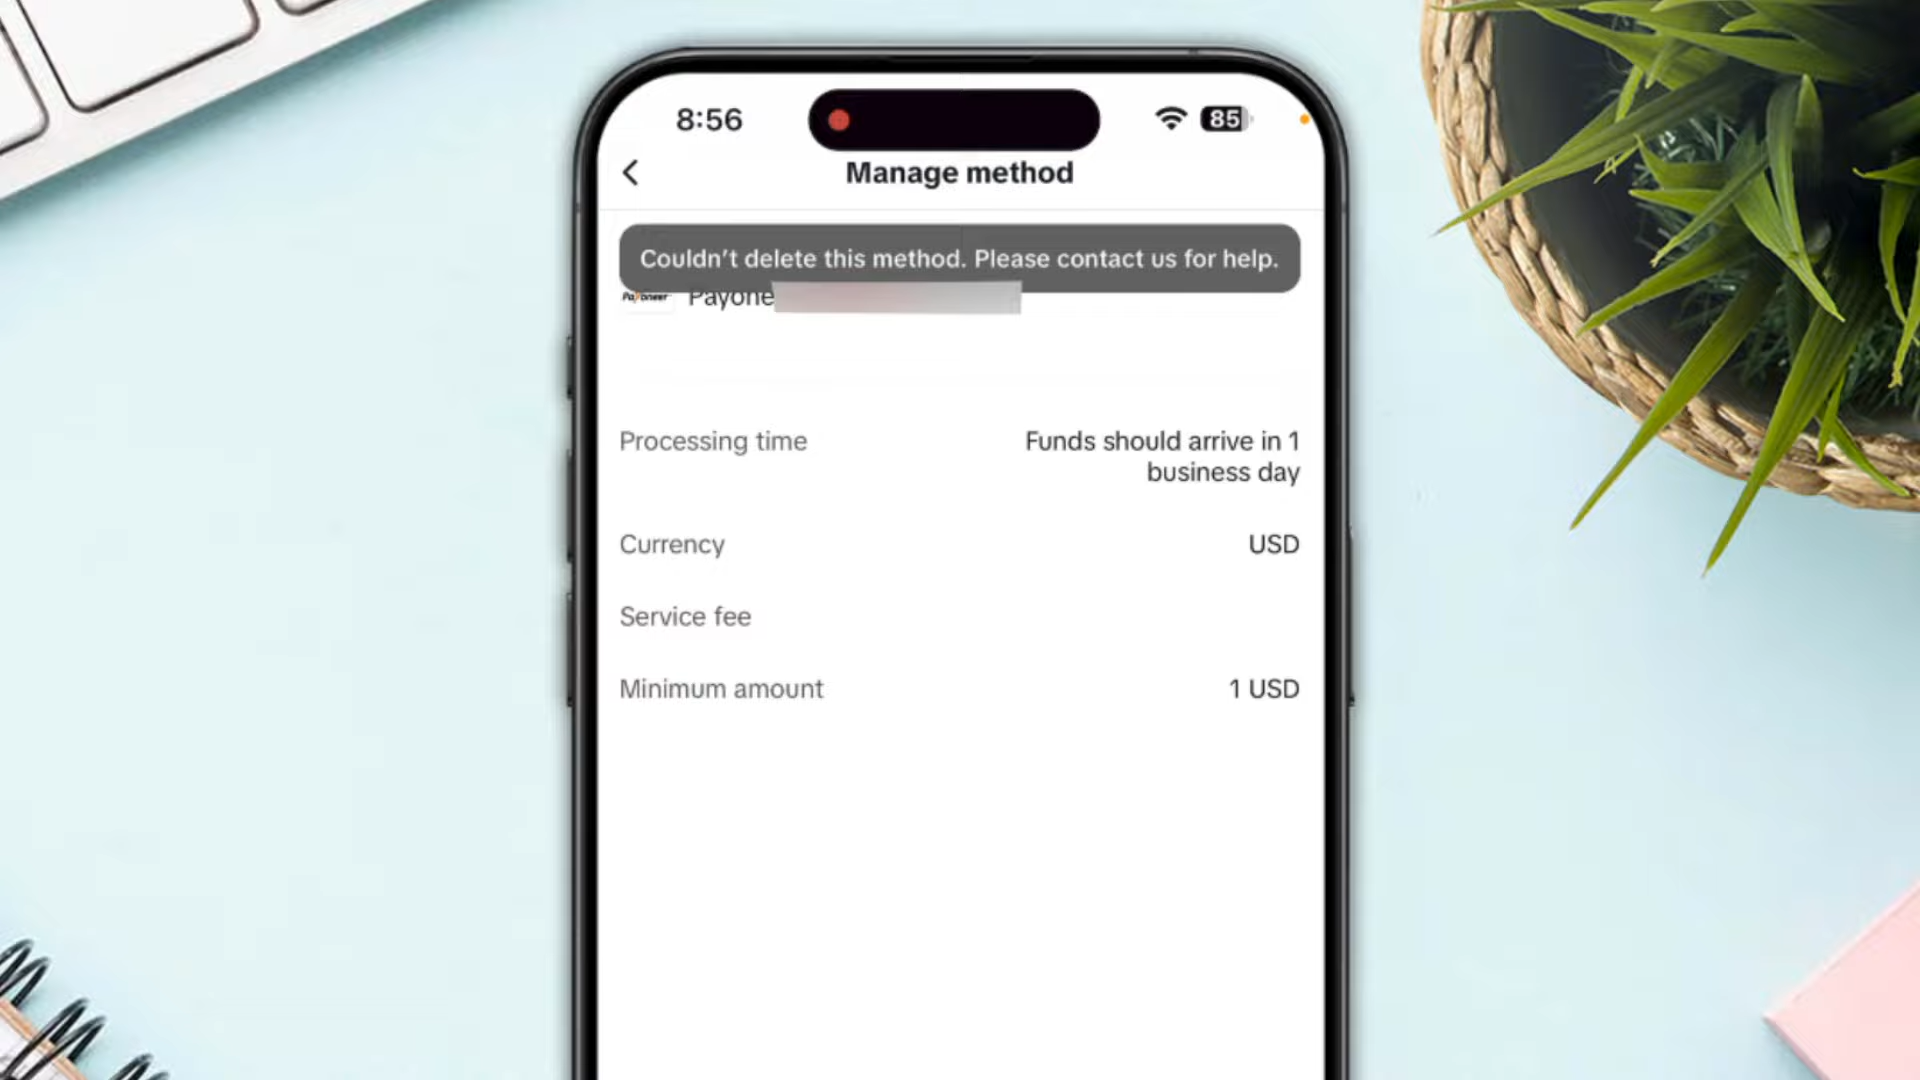 8:56
85
Manage method
Couldn't delete this method. Please contact us for help.
Payoneer Payone
Processing time Funds should arrive in 1
business day
Currency USD
Service fee
Minimum amount 1 USD